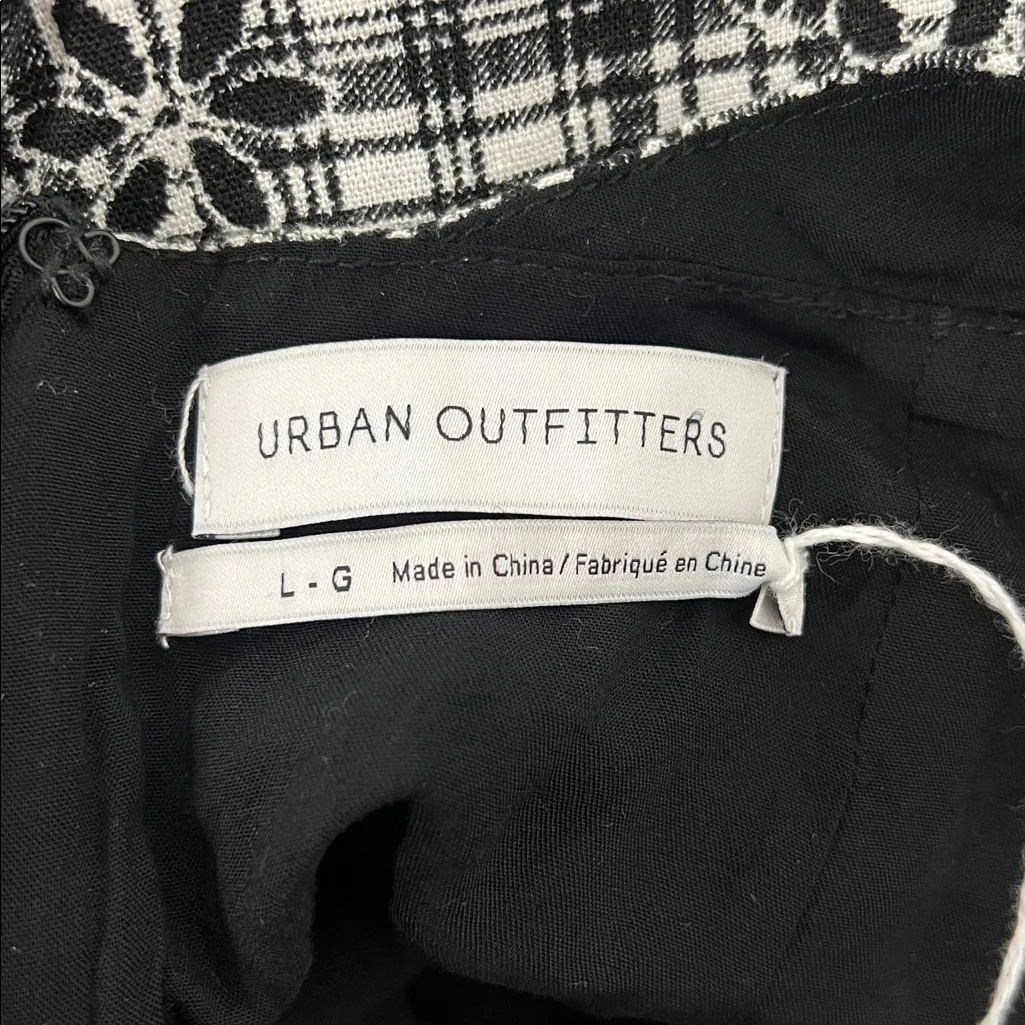 URBAN OUTFITTERS
L - G Made in China / Fabriqué en Chine